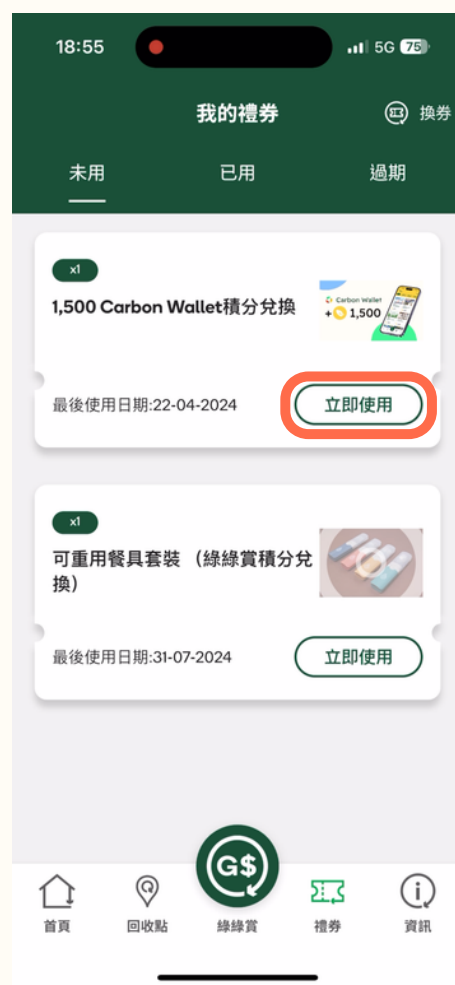 18:55
5G 75
我的禮券
換券
未用
已用
過期
x1
1,500 Carbon Wallet積分兌換
Carbon Wallet
+ 1,500
最後使用日期:22-04-2024
立即使用
x1
可重用餐具套裝 （綠綠賞積分兌
換）
最後使用日期:31-07-2024
立即使用
G$
首頁
回收點
綠綠賞
禮券
資訊